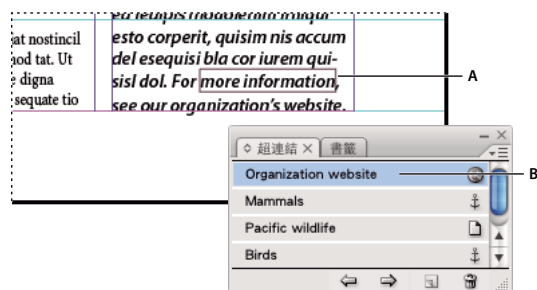 at nostincil
nod tat. Ut
digna
sequate tio
esto corperit, quisim nis accum
del esequisi bla cor iurem qui-
sisl dol. For more information,
see our organization's website.
A
超連結
書籤
Organization website
B
Mammals
Pacific wildlife
Birds